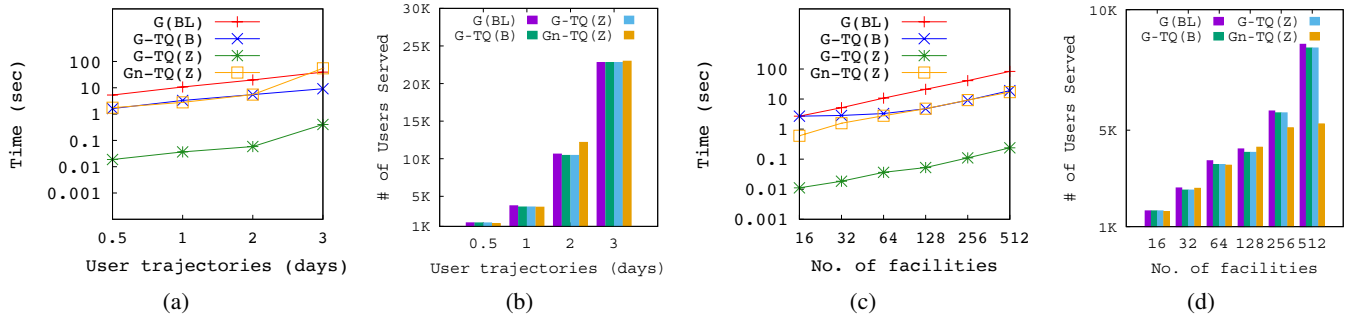 G(BL)
G-TQ(B)
G-TQ(Z)
Gn-TQ(Z)
Time (sec)
100
10
1
0.1
0.01
0.001
0.5 1 2 3
User trajectories (days)
(a)
G(BL) G-TQ(Z)
G-TQ(B) Gn-TQ(Z)
# of Users Served
30K
25K
20K
15K
10K
5K
1K
0.5 1 2 3
User trajectories (days)
(b)
G(BL)
G-TQ(B)
G-TQ(Z)
Gn-TQ(Z)
Time (sec)
100
10
1
0.1
0.01
0.001
16 32 64 128 256 512
No. of facilities
(c)
G(BL) G-TQ(Z)
G-TQ(B) Gn-TQ(Z)
# of Users Served
10K
5K
1K
16 32 64 128 256 512
No. of facilities
(d)